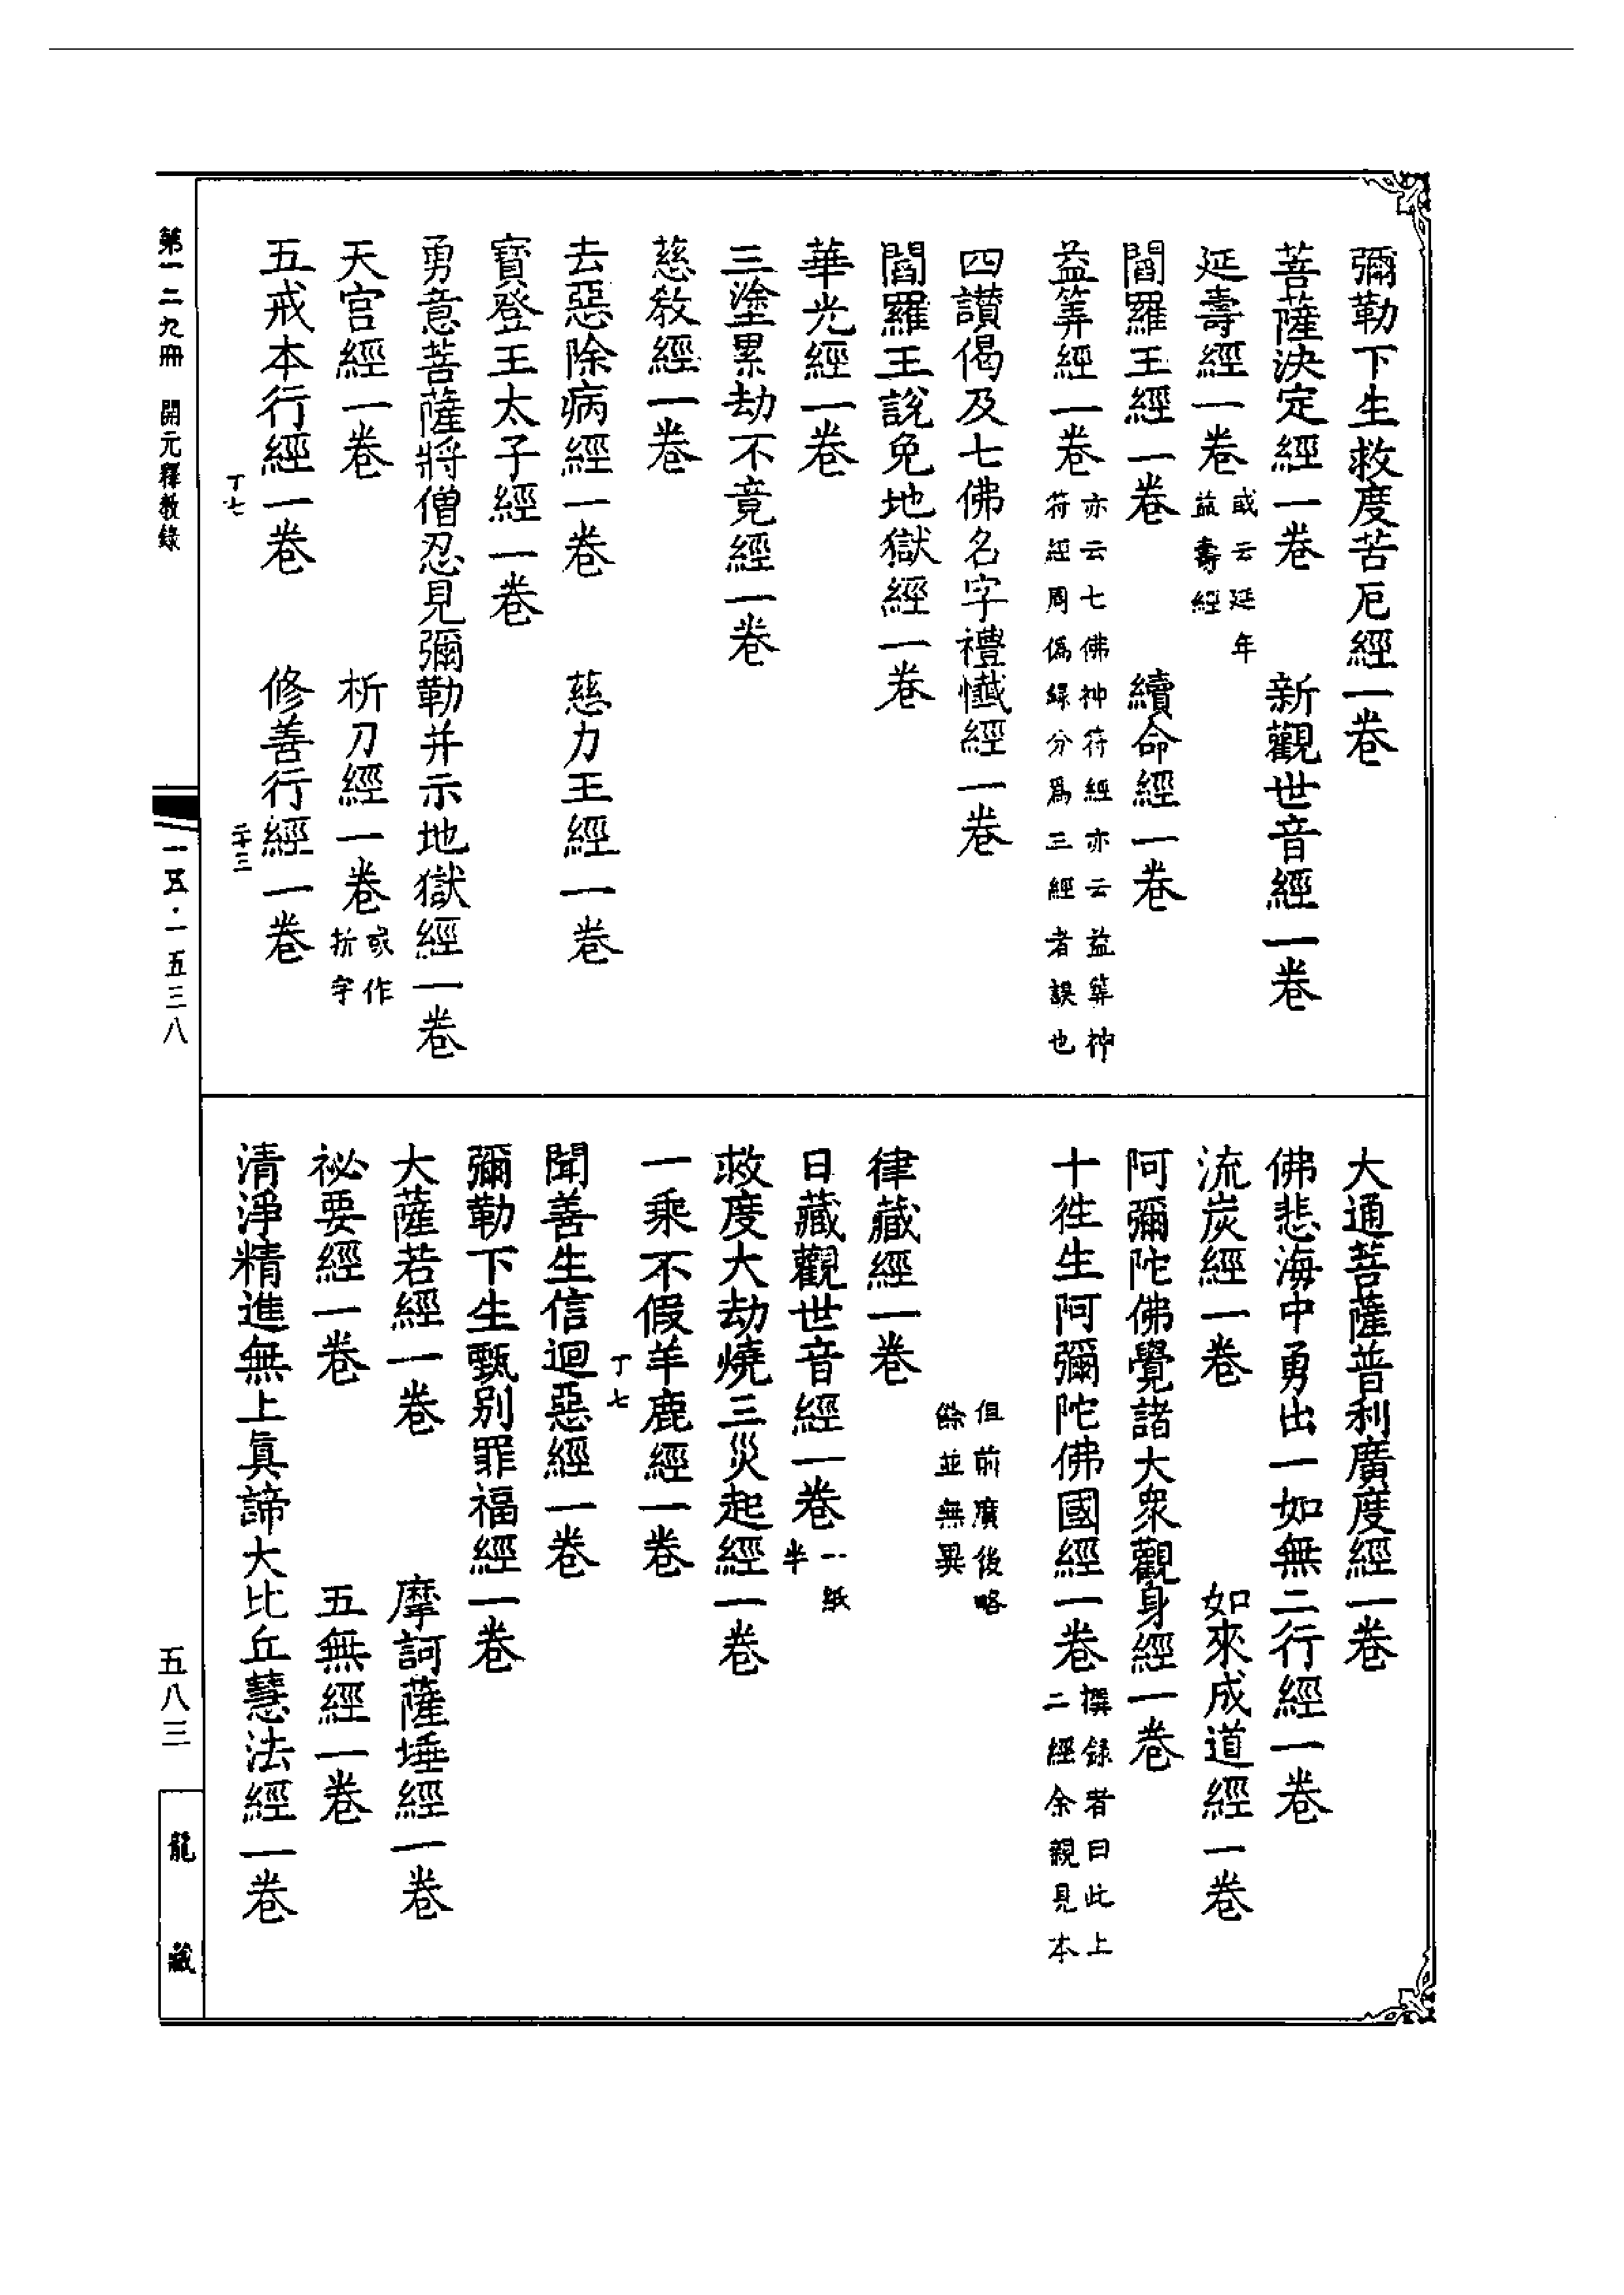 彌勒下生救度苦厄經一卷
菩薩決定經一卷 新觀世音經一卷
延壽經一卷 或云延年益壽經
閻羅王經一卷 續命經一卷
益筭經一卷 亦云七佛神符經亦云益筭神符經周僞錄分爲三經者誤也
四讃偈及七佛名字禮懺經一卷
閻羅王說免地獄經一卷
華光經一卷
三塗累劫不竟經一卷
慈教經一卷
去惡除病經一卷 慈力王經一卷
寳登王太子經一卷
勇意菩薩將僧忍見彌勒并示地獄經一卷
天宮經一卷 析刀經一卷 或作折字
五戒本行經一卷 修善行經一卷
丁七 二十三
大通菩薩普利廣度經一卷
佛悲海中勇出一如無二行經一卷
流炭經一卷 如來成道經一卷
阿彌陀佛覺諸大衆觀身經一卷
十徃生阿彌陀佛國經一卷 撰錄者曰此上二經余親見本
但前廣後略餘並無異
律藏經一卷
日藏觀世音經一卷 一紙半
救度大劫燒三災起經一卷
一乘不假羊鹿經一卷
丁七
聞善生信迴惡經一卷
彌勒下生甄别罪福經一卷
大薩若經一卷 摩訶薩埵經一卷
祕要經一卷 五無經一卷
清淨精進無上眞諦大比丘慧法經一卷
第一二九冊 開元釋教錄
一五·一五三八
五八三
龍藏